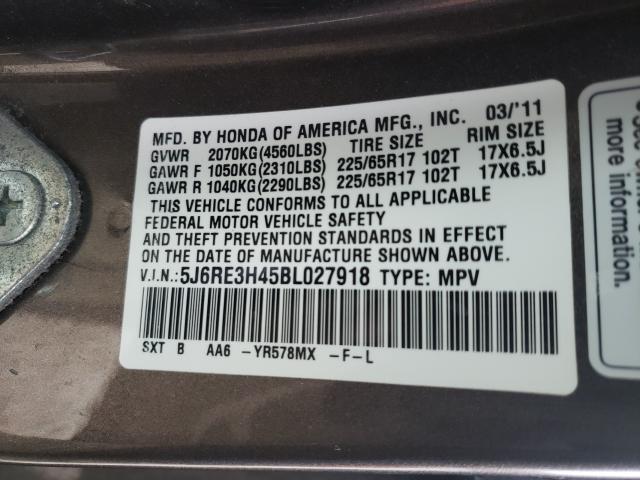 MFD. BY HONDA OF AMERICA MFG., INC. 03/'11
GVWR 2070KG(4560LBS) TIRE SIZE RIM SIZE
GAWR F 1050KG(2310LBS) 225/65R17 102T 17X6.5J
GAWR R 1040KG(2290LBS) 225/65R17 102T 17X6.5J
THIS VEHICLE CONFORMS TO ALL APPLICABLE
FEDERAL MOTOR VEHICLE SAFETY
AND THEFT PREVENTION STANDARDS IN EFFECT
ON THE DATE OF MANUFACTURE SHOWN ABOVE.
V.I.N.:5J6RE3H45BL027918 TYPE: MPV
SXT B AA6 -YR578MX -F-L
more information.